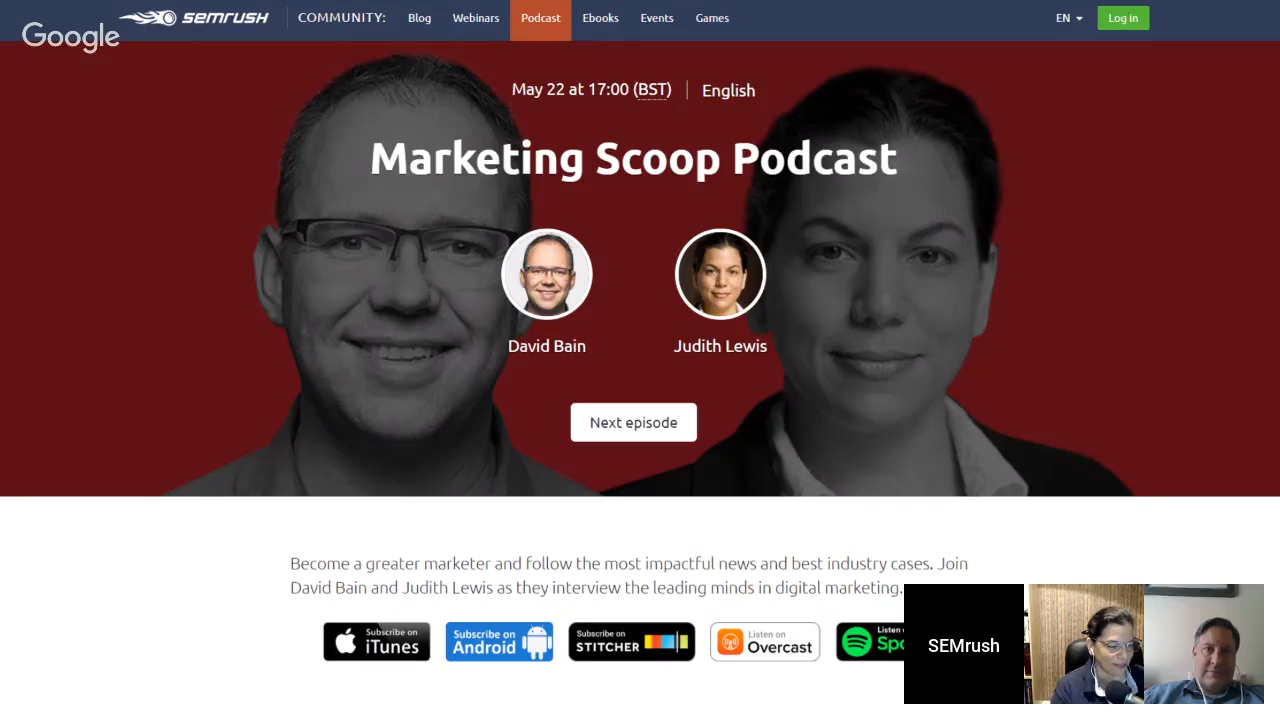 Google
SEMRUSH
COMMUNITY: Blog Webinars Podcast Ebooks Events Games EN Log in
May 22 at 17:00 (BST) English
Marketing Scoop Podcast
David Bain Judith Lewis
Next episode
Become a greater marketer and follow the most impactful news and best industry cases. Join
David Bain and Judith Lewis as they interview the leading minds in digital marketing.
Subscribe on iTunes
Subscribe on Android
Subscribe on STITCHER
Listen on Overcast
Listen
SEMrush